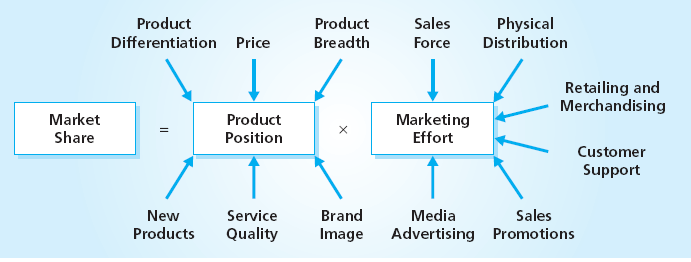 Product
Differentiation
Price
Product
Breadth
Sales
Force
Physical
Distribution
Retailing and
Merchandising
Market
Share
=
Product
Position
×
Marketing
Effort
Customer
Support
New
Products
Service
Quality
Brand
Image
Media
Advertising
Sales
Promotions